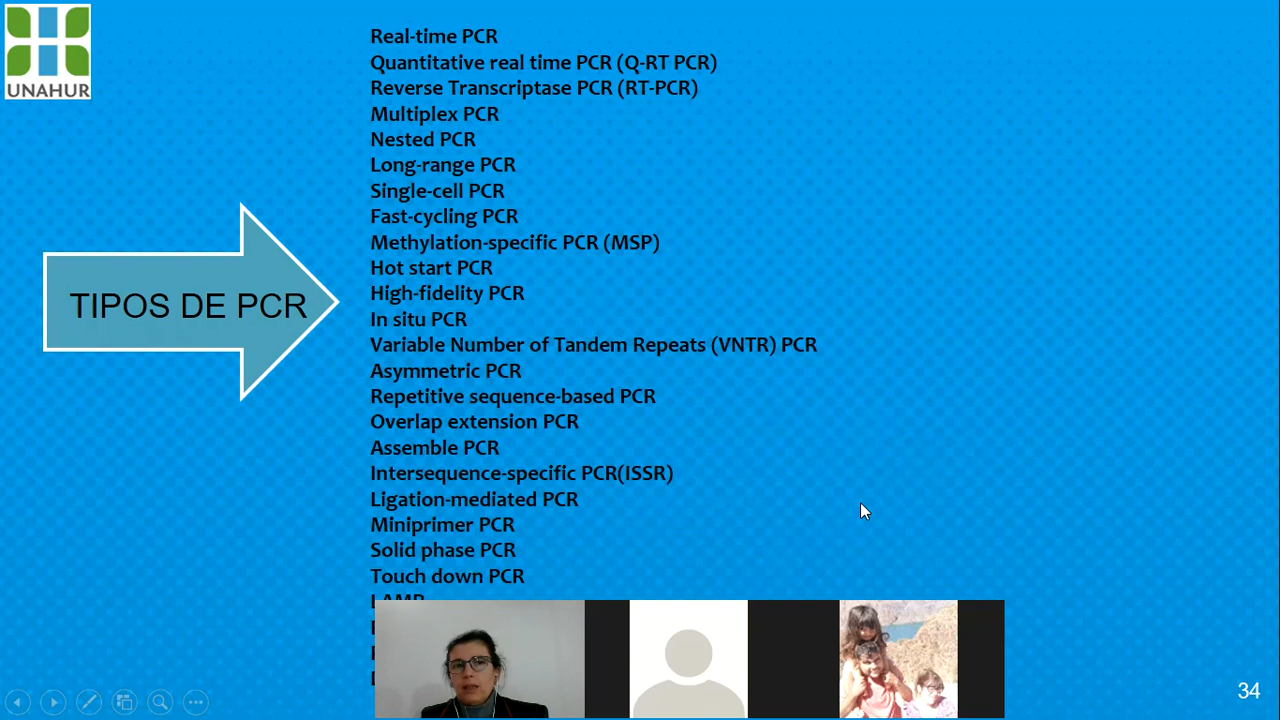 UNAHUR
Real-time PCR
Quantitative real time PCR (Q-RT PCR)
Reverse Transcriptase PCR (RT-PCR)
Multiplex PCR
Nested PCR
Long-range PCR
Single-cell PCR
Fast-cycling PCR
Methylation-specific PCR (MSP)
Hot start PCR
High-fidelity PCR
In situ PCR
Variable Number of Tandem Repeats (VNTR) PCR
Asymmetric PCR
Repetitive sequence-based PCR
Overlap extension PCR
Assemble PCR
Intersequence-specific PCR(ISSR)
Ligation-mediated PCR
Miniprimer PCR
Solid phase PCR
Touch down PCR
LAMP
TIPOS DE PCR
34